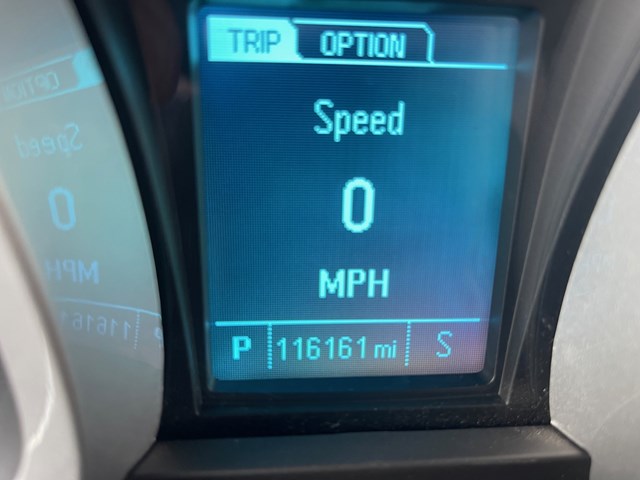 TRIP OPTION
Speed
0
MPH
P 116161 mi S